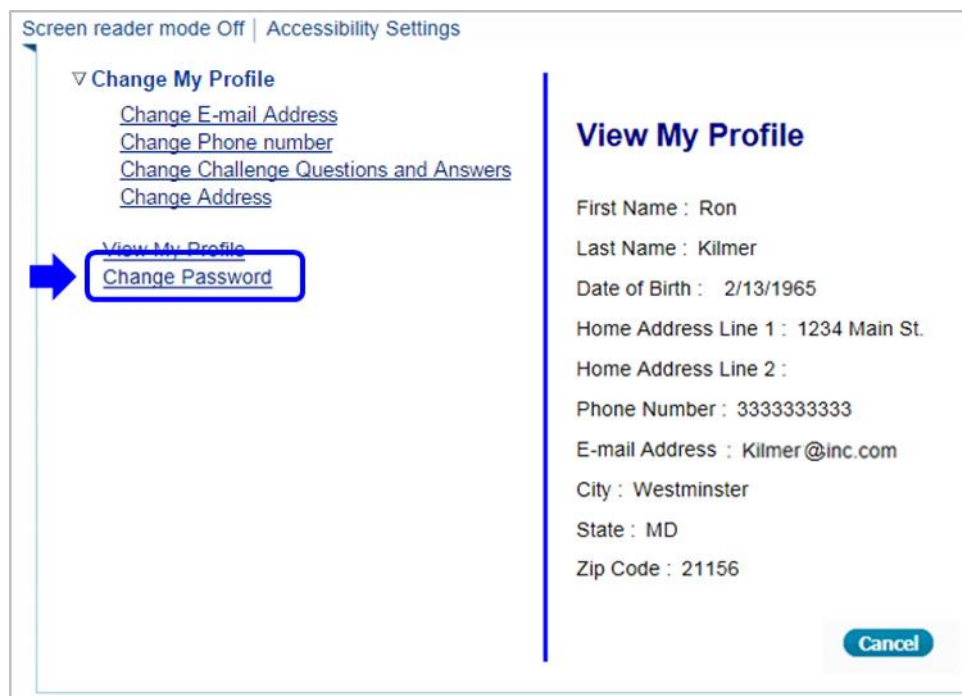 Screen reader mode Off | Accessibility Settings
Change My Profile
Change E-mail Address
Change Phone number
Change Challenge Questions and Answers
Change Address
View My Profile
Change Password
View My Profile
First Name : Ron
Last Name : Kilmer
Date of Birth : 2/13/1965
Home Address Line 1 : 1234 Main St.
Home Address Line 2 :
Phone Number : 3333333333
E-mail Address : Kilmer@inc.com
City : Westminster
State : MD
Zip Code : 21156
Cancel